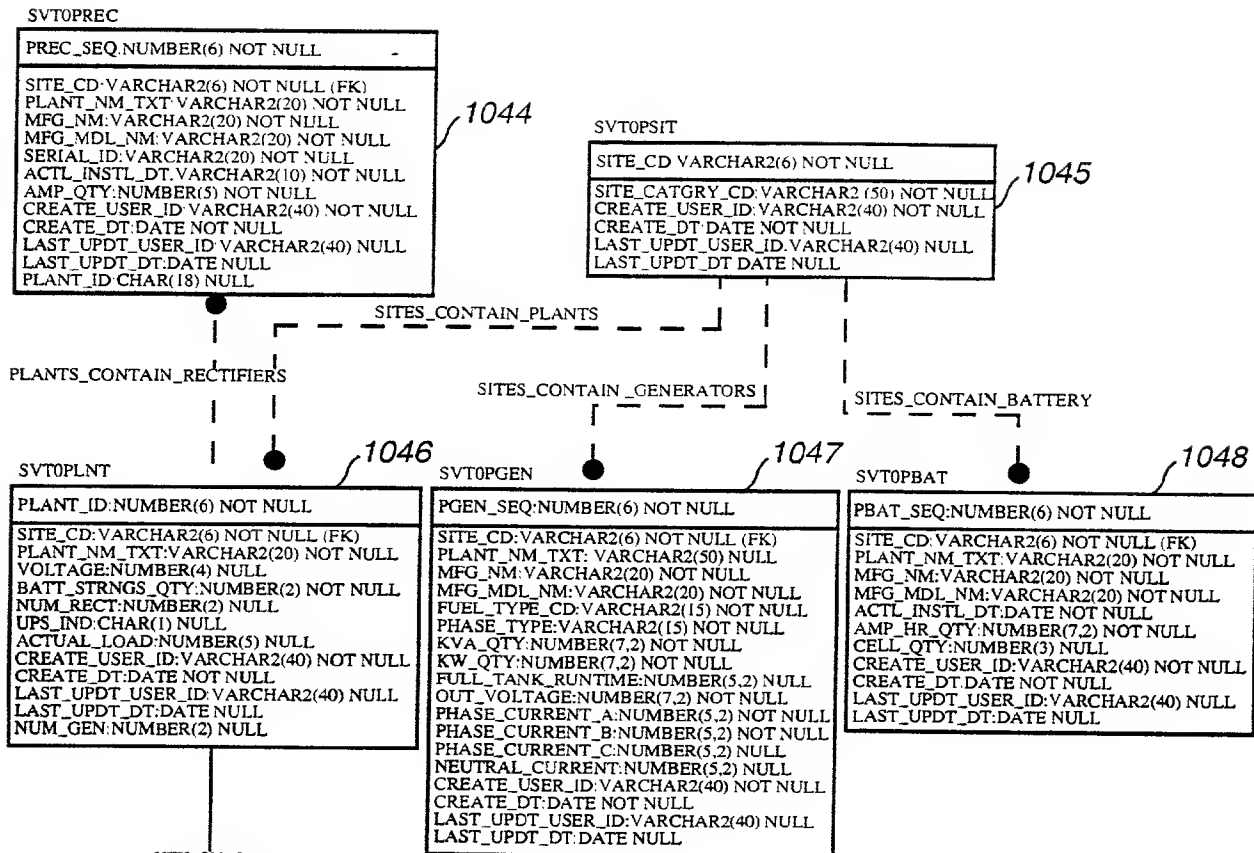 SVT0PREC
PREC_SEQ:NUMBER(6) NOT NULL
SITE_CD:VARCHAR2(6) NOT NULL (FK)
PLANT_NM_TXT:VARCHAR2(20) NOT NULL
MFG_NM:VARCHAR2(20) NOT NULL
MFG_MDL_NM:VARCHAR2(20) NOT NULL
SERIAL_ID:VARCHAR2(20) NOT NULL
ACTL_INSTL_DT:VARCHAR2(10) NOT NULL
AMP_QTY:NUMBER(5) NOT NULL
CREATE_USER_ID:VARCHAR2(40) NOT NULL
CREATE_DT:DATE NOT NULL
LAST_UPDT_USER_ID:VARCHAR2(40) NULL
LAST_UPDT_DT:DATE NULL
PLANT_ID:CHAR(18) NULL
1044
SVT0PSIT
SITE_CD VARCHAR2(6) NOT NULL
SITE_CATGRY_CD:VARCHAR2 (50) NOT NULL
CREATE_USER_ID:VARCHAR2(40) NOT NULL
CREATE_DT:DATE NOT NULL
LAST_UPDT_USER_ID:VARCHAR2(40) NULL
LAST_UPDT_DT DATE NULL
1045
SITES_CONTAIN_PLANTS
PLANTS_CONTAIN_RECTIFIERS
SITES_CONTAIN _GENERATORS
SITES_CONTAIN_BATTERY
SVT0PLNT
1046
PLANT_ID:NUMBER(6) NOT NULL
SITE_CD:VARCHAR2(6) NOT NULL (FK)
PLANT_NM_TXT:VARCHAR2(20) NOT NULL
VOLTAGE:NUMBER(4) NULL
BATT_STRNGS_QTY:NUMBER(2) NOT NULL
NUM_RECT:NUMBER(2) NULL
UPS_IND:CHAR(1) NULL
ACTUAL_LOAD:NUMBER(5) NULL
CREATE_USER_ID:VARCHAR2(40) NOT NULL
CREATE_DT:DATE NOT NULL
LAST_UPDT_USER_ID:VARCHAR2(40) NULL
LAST_UPDT_DT:DATE NULL
NUM_GEN:NUMBER(2) NULL
SVT0PGEN
1047
PGEN_SEQ:NUMBER(6) NOT NULL
SITE_CD:VARCHAR2(6) NOT NULL (FK)
PLANT_NM_TXT: VARCHAR2(50) NULL
MFG_NM:VARCHAR2(20) NOT NULL
MFG_MDL_NM:VARCHAR2(20) NOT NULL
FUEL_TYPE_CD:VARCHAR2(15) NOT NULL
PHASE_TYPE:VARCHAR2(15) NOT NULL
KVA_QTY:NUMBER(7,2) NOT NULL
KW_QTY:NUMBER(7,2) NOT NULL
FULL_TANK_RUNTIME:NUMBER(5,2) NULL
OUT_VOLTAGE:NUMBER(7,2) NOT NULL
PHASE_CURRENT_A:NUMBER(5,2) NOT NULL
PHASE_CURRENT_B:NUMBER(5,2) NOT NULL
PHASE_CURRENT_C:NUMBER(5,2) NULL
NEUTRAL_CURRENT:NUMBER(5,2) NULL
CREATE_USER_ID:VARCHAR2(40) NOT NULL
CREATE_DT:DATE NOT NULL
LAST_UPDT_USER_ID:VARCHAR2(40) NULL
LAST_UPDT_DT:DATE NULL
SVT0PBAT
1048
PBAT_SEQ:NUMBER(6) NOT NULL
SITE_CD:VARCHAR2(6) NOT NULL (FK)
PLANT_NM_TXT:VARCHAR2(20) NOT NULL
MFG_NM:VARCHAR2(20) NOT NULL
MFG_MDL_NM:VARCHAR2(20) NOT NULL
ACTL_INSTL_DT:DATE NOT NULL
AMP_HR_QTY:NUMBER(7,2) NOT NULL
CELL_QTY:NUMBER(3) NULL
CREATE_USER_ID:VARCHAR2(40) NOT NULL
CREATE_DT:DATE NOT NULL
LAST_UPDT_USER_ID:VARCHAR2(40) NULL
LAST_UPDT_DT:DATE NULL